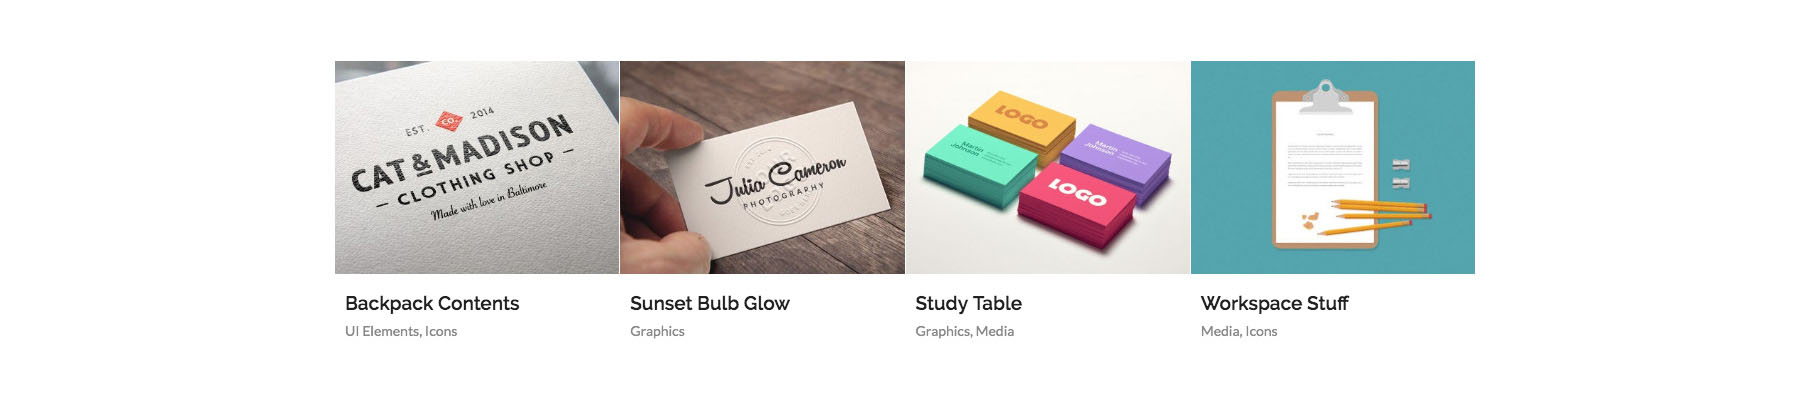 EST. CO. 2014
CAT & MADISON
CLOTHING SHOP
Made with love in Baltimore
Julia Cameron
PHOTOGRAPHY
LOGO
Martin
Johnson
Martin
Johnson
LOGO
Backpack Contents
UI Elements, Icons
Sunset Bulb Glow
Graphics
Study Table
Graphics, Media
Workspace Stuff
Media, Icons